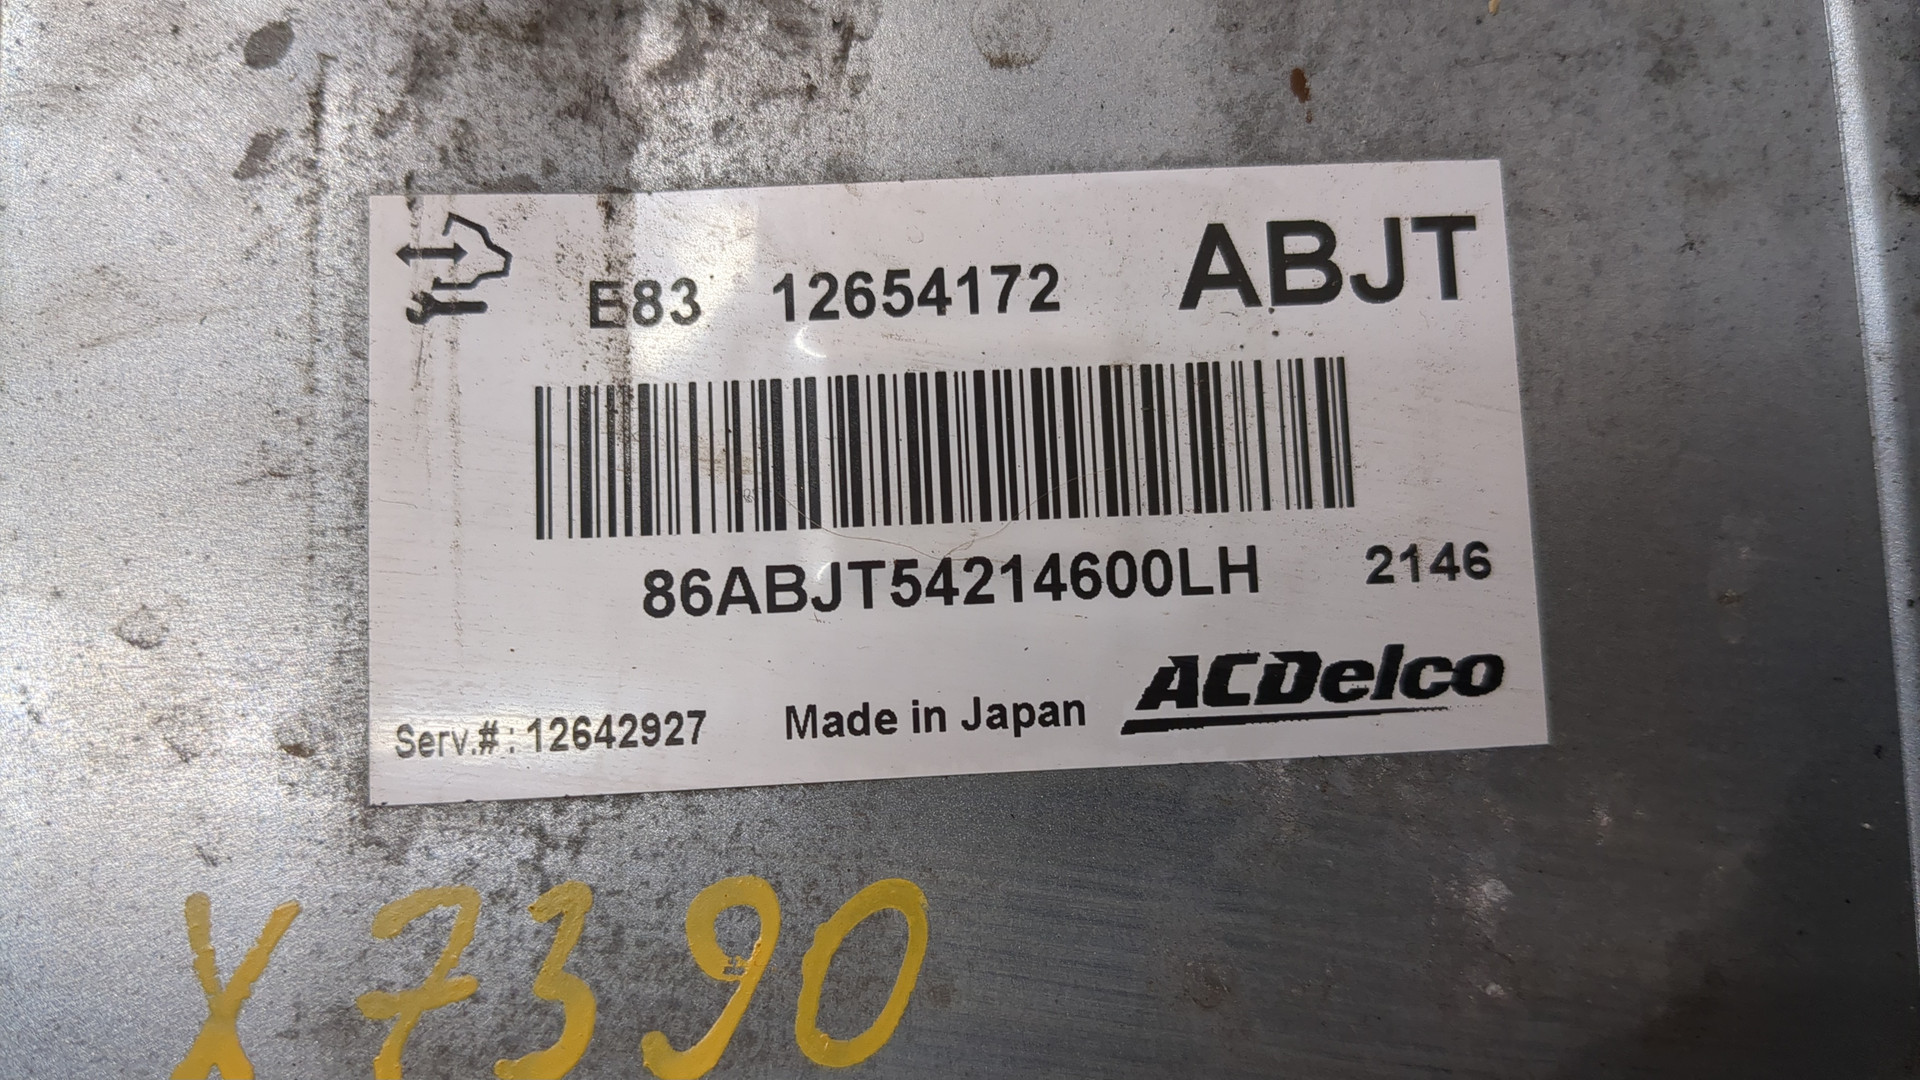 E83 12654172 ABJT
86ABJT54214600LH 2146
Serv.#: 12642927 Made in Japan ACDelco
X7390